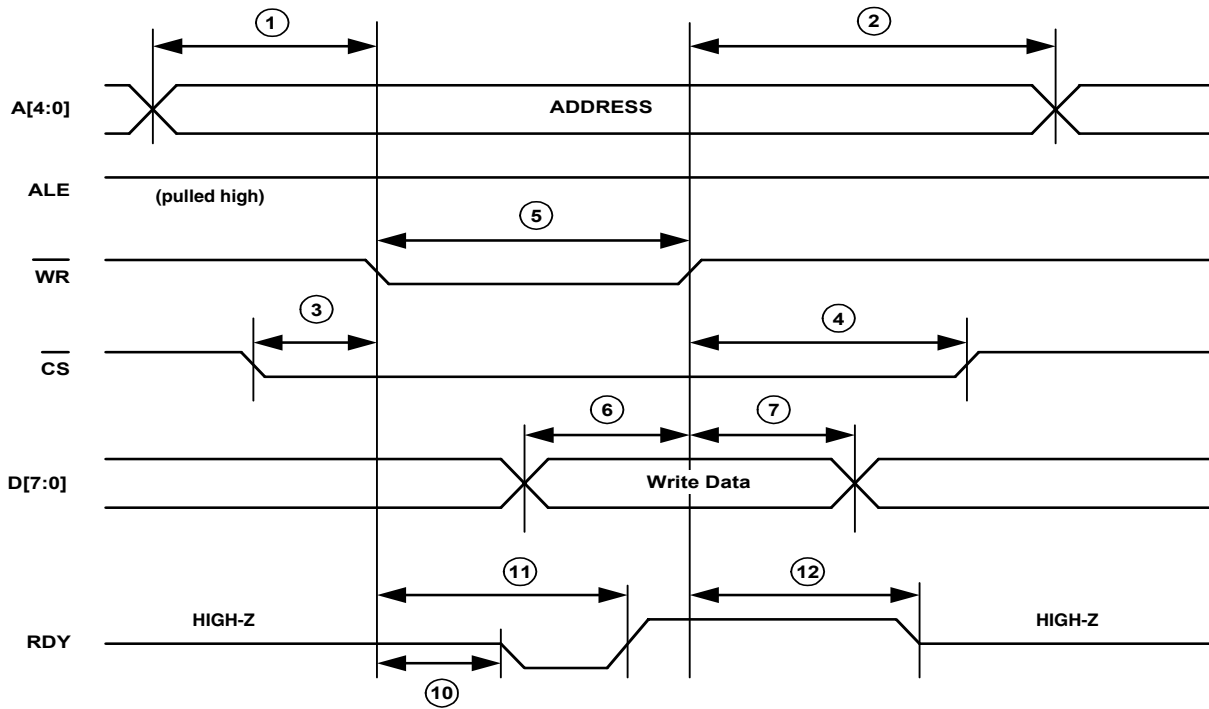 1
2
A[4:0]
ADDRESS
ALE
(pulled high)
5
WR
3
4
CS
6
7
D[7:0]
Write Data
11
12
HIGH-Z
HIGH-Z
RDY
10